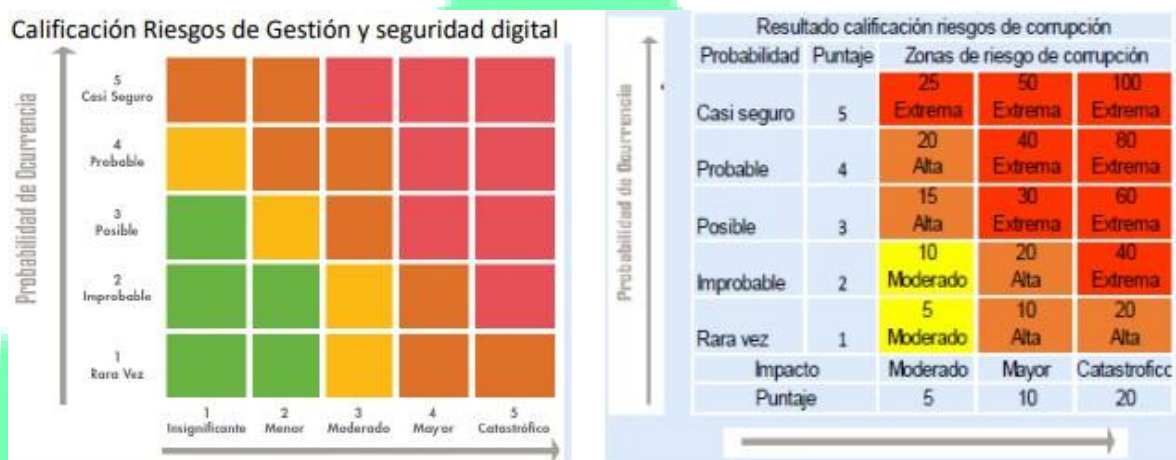 Calificación Riesgos de Gestión y seguridad digital
Probabilidad de Ocurrencia
5
Casi Seguro
4
Probable
3
Posible
2
Improbable
1
Rara Vez
1 2 3 4 5
Insignificante Menor Moderado Mayor Catastrófico
Probabilidad de Ocurrencia
Resultado calificación riesgos de corrupción
Probabilidad Puntaje Zonas de riesgo de corrupción
25 50 100
Casi seguro 5 Extrema Extrema Extrema
20 40 80
Probable 4 Alta Extrema Extrema
15 30 60
Posible 3 Alta Extrema Extrema
10 20 40
Improbable 2 Moderado Alta Extrema
5 10 20
Rara vez 1 Moderado Alta Alta
Impacto Moderado Mayor Catastrofico
Puntaje 5 10 20